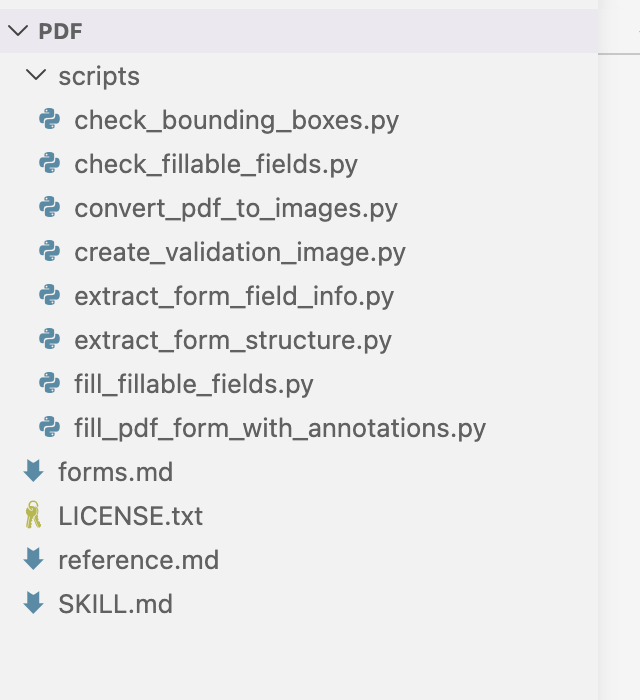 PDF
scripts
check_bounding_boxes.py
check_fillable_fields.py
convert_pdf_to_images.py
create_validation_image.py
extract_form_field_info.py
extract_form_structure.py
fill_fillable_fields.py
fill_pdf_form_with_annotations.py
forms.md
LICENSE.txt
reference.md
SKILL.md